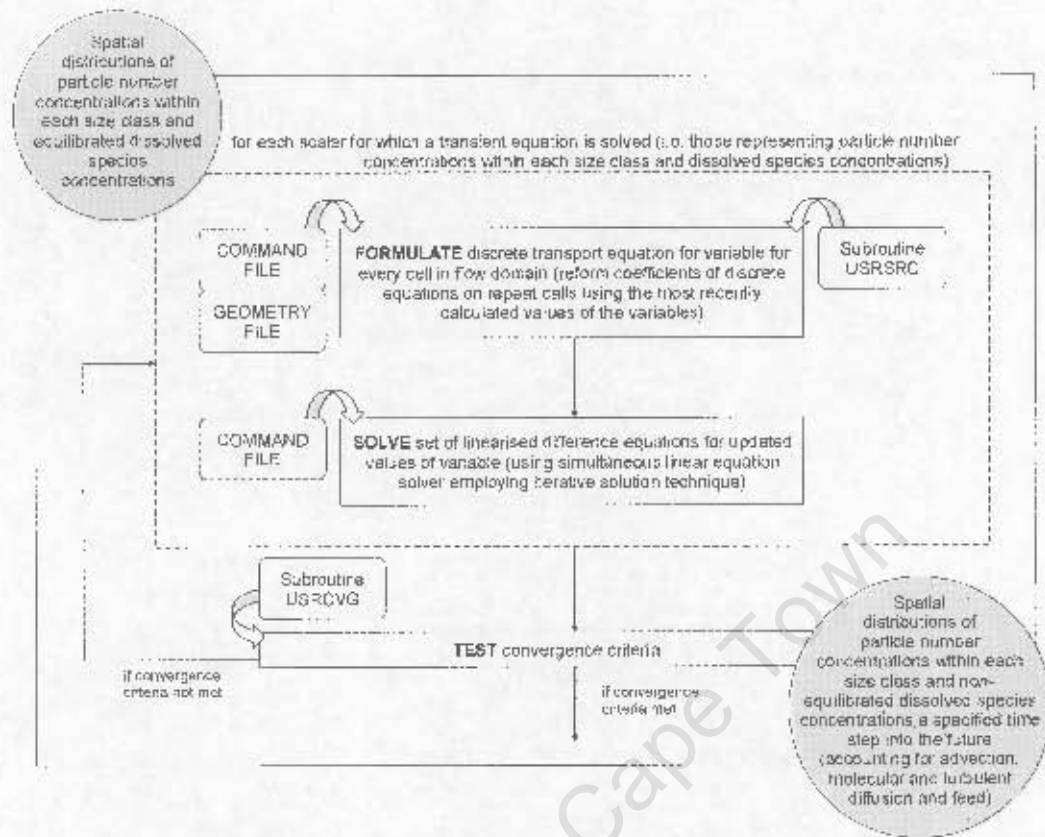 Spatial
distributions of
particle number
concentrations within
each size class and
equilibrated dissolved
species
concentrations
for each scalar for which a transient equation is solved (i.e. those representing particle number
concentrations within each size class and dissolved species concentrations)
COMMAND
FILE
GEOMETRY
FILE
FORMULATE discrete transport equation for variable for
every cell in flow domain (reform coefficients of discrete
equations on repeat calls using the most recently
calculated values of the variables)
Subroutine
USRSRC
COMMAND
FILE
SOLVE set of linearised difference equations for updated
values of variable (using simultaneous linear equation
solver employing iterative solution technique)
Subroutine
USRCVG
TEST convergence criteria
if convergence
criteria not met
if convergence
criteria met
Spatial
distributions of
particle number
concentrations within each
size class and non-
equilibrated dissolved species
concentrations, a specified time
step into the future
(accounting for advection,
molecular and turbulent
diffusion and feed)
Cape Town